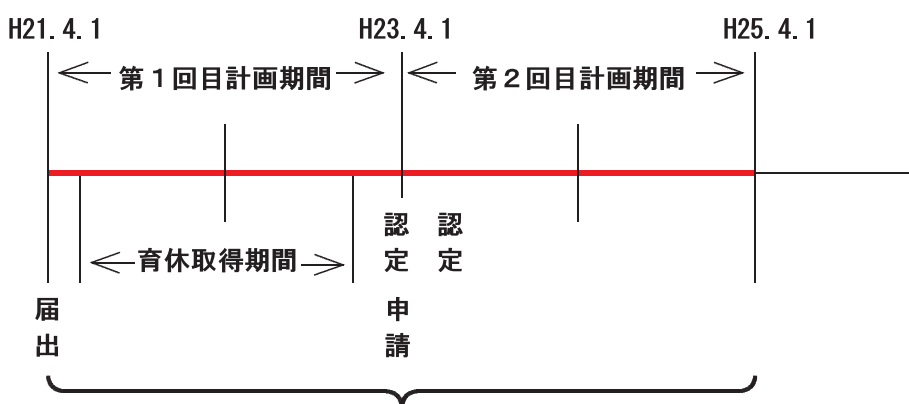 H21.4.1
H23.4.1
H25.4.1
第１回目計画期間
第２回目計画期間
育休取得期間
届出
認定申請
認定